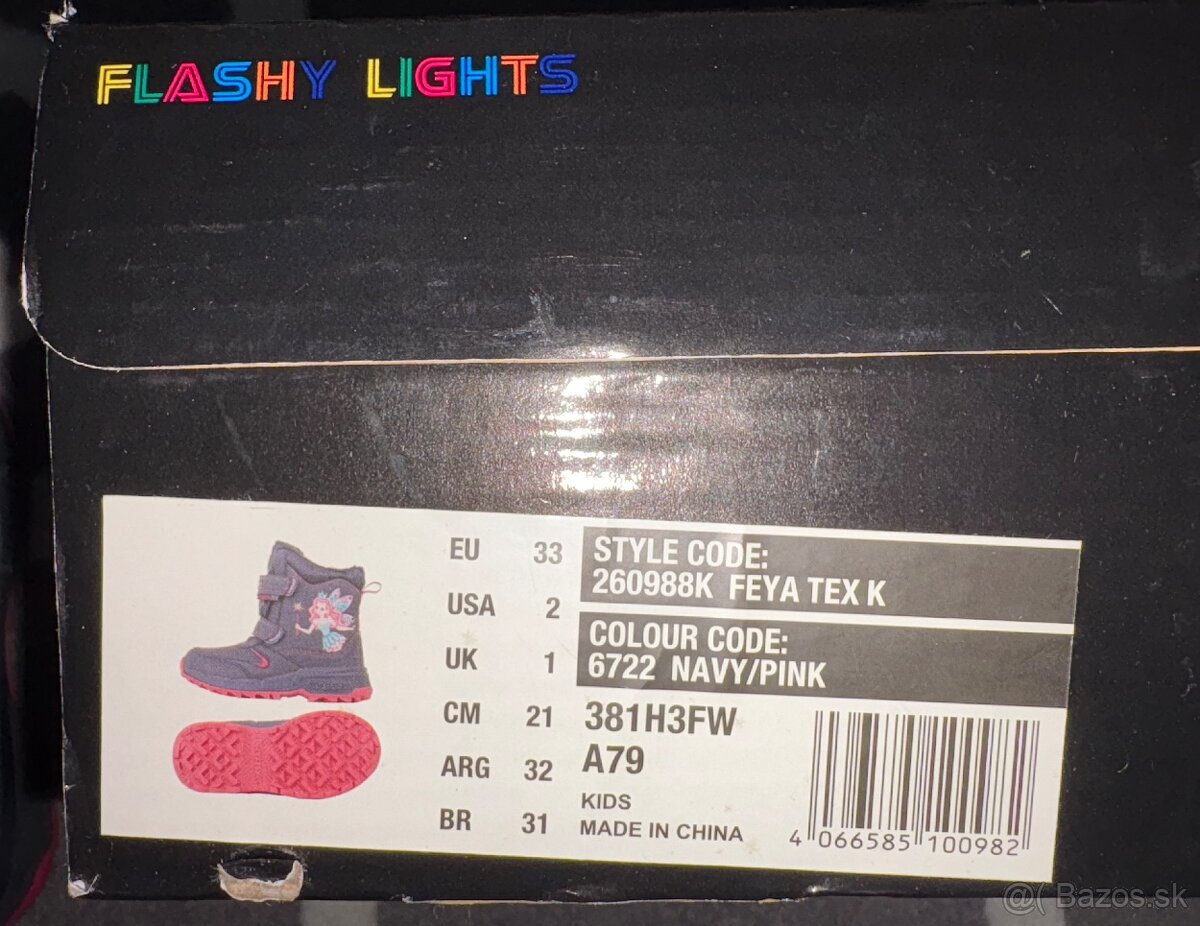 FLASHY LIGHTS
EU 33
USA 2
UK 1
CM 21
ARG 32
BR 31
STYLE CODE:
260988K FEYA TEX K
COLOUR CODE:
6722 NAVY/PINK
381H3FW
A79
KIDS
MADE IN CHINA
4 066585 100982
@( Bazos.sk